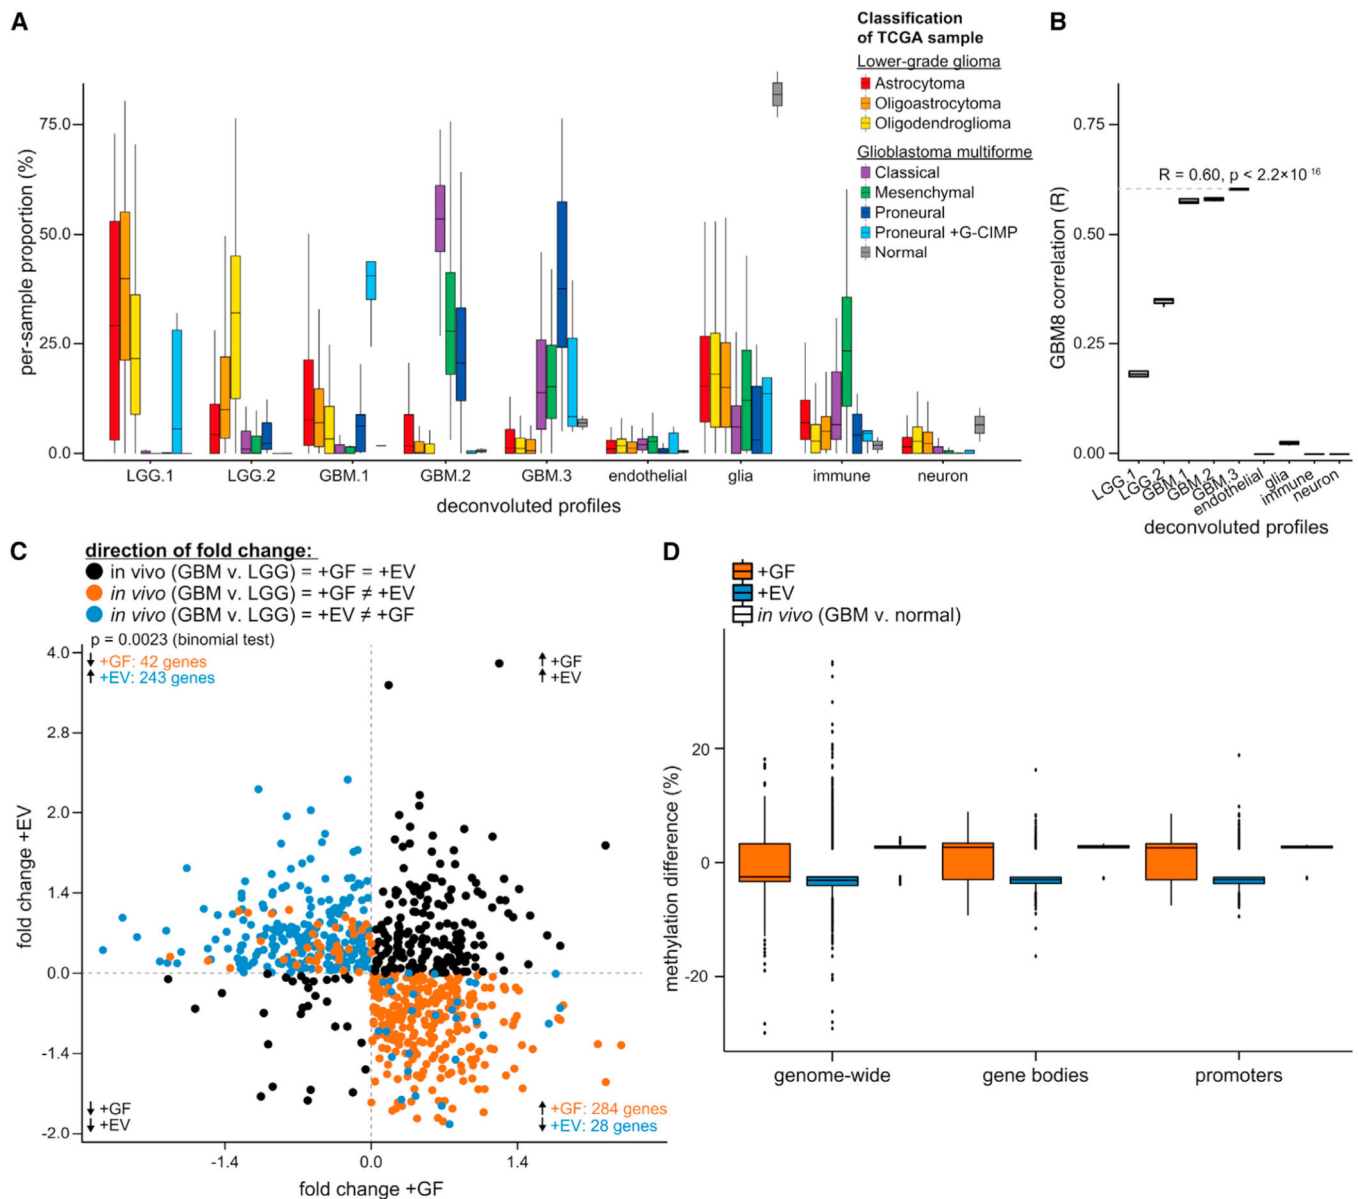 A
Classification
of TCGA sample
Lower-grade glioma
Astrocytoma
Oligoastrocytoma
Oligodendroglioma
Glioblastoma multiforme
Classical
Mesenchymal
Proneural
Proneural +G-CIMP
Normal
per-sample proportion (%)
75.0
50.0
25.0
0.0
LGG.1 LGG.2 GBM.1 GBM.2 GBM.3 endothelial glia immune neuron
deconvoluted profiles
B
GBM8 correlation (R)
0.75
0.50
0.25
0.00
R = 0.60, p < 2.2×10 16
LGG.1 LGG.2 GBM.1 GBM.2 GBM.3 endothelial glia immune neuron
deconvoluted profiles
C
direction of fold change:
in vivo (GBM v. LGG) = +GF = +EV
in vivo (GBM v. LGG) = +GF ≠ +EV
in vivo (GBM v. LGG) = +EV ≠ +GF
p = 0.0023 (binomial test)
↓ +GF: 42 genes
↑ +EV: 243 genes
↑ +GF
↑ +EV
fold change +EV
4.0
2.8
2.0
1.4
0.0
-1.4
-2.0
↓ +GF
↓ +EV
↑ +GF: 284 genes
↓ +EV: 28 genes
-1.4 0.0 1.4
fold change +GF
D
+GF
+EV
in vivo (GBM v. normal)
methylation difference (%)
20
0
-20
genome-wide gene bodies promoters